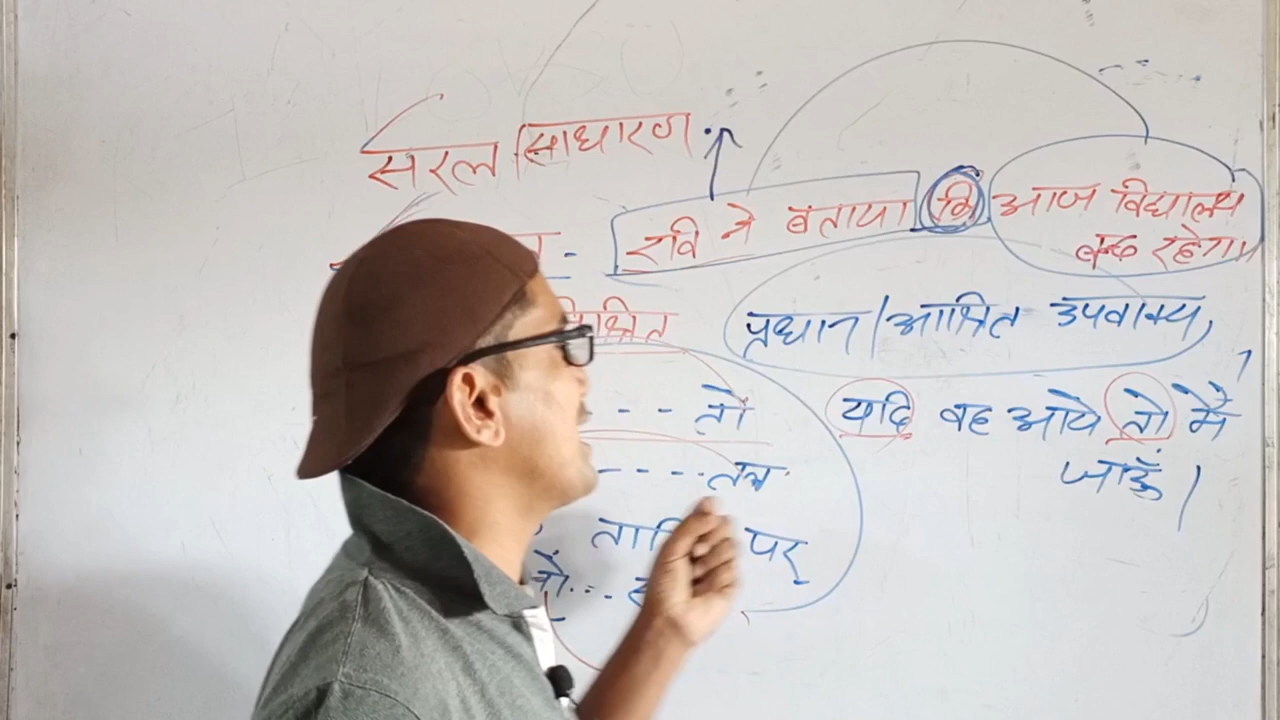 सरल साधारण
रवि ने बताया कि आज विद्यालय
बन्द रहेगा।
प्रधान/आश्रित उपवाक्य,
मिश्रित
- - - तो
यदि वह आये तो मैं
जाऊँ।
- - - - तब
पर